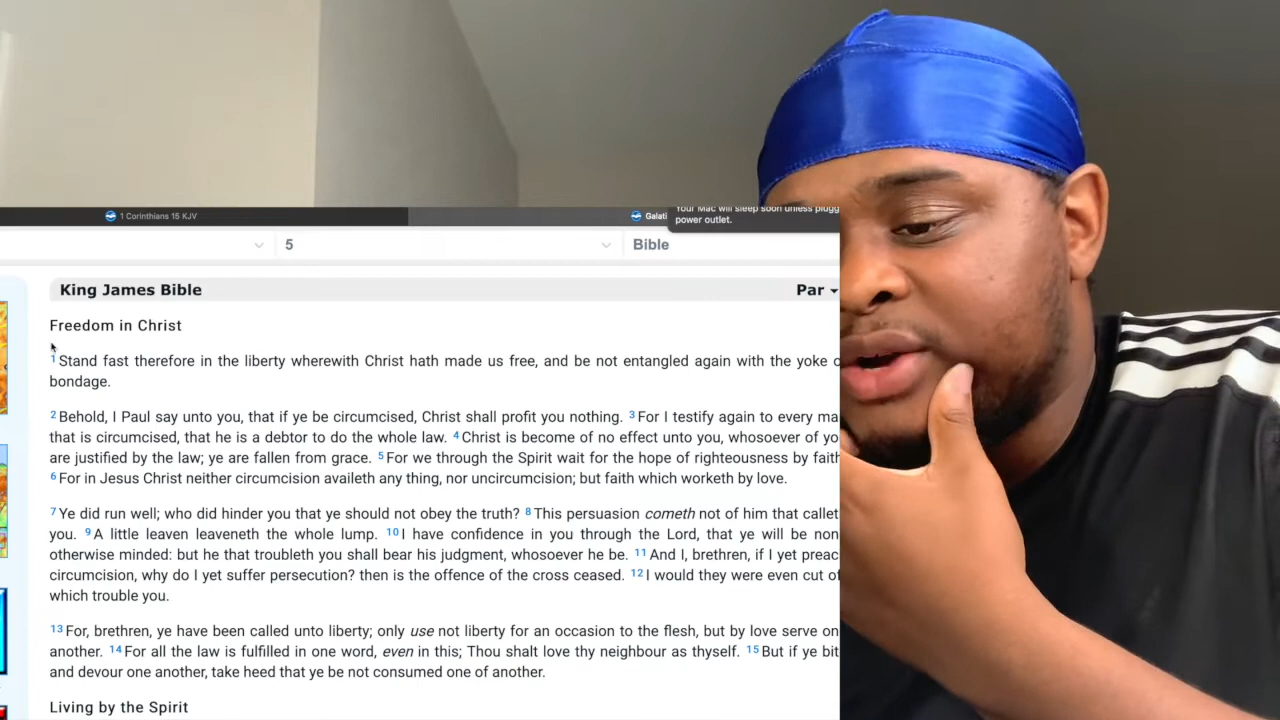 Your Mac will sleep soon unless
power outlet.
1 Corinthians 15 KJV
5
Bible
King James Bible
Par
Freedom in Christ
1 Stand fast therefore in the liberty wherewith Christ hath made us free, and be not entangled again with the yoke
bondage.
2 Behold, I Paul say unto you, that if ye be circumcised, Christ shall profit you nothing. 3 For I testify again to every
that is circumcised, that he is a debtor to do the whole law. 4 Christ is become of no effect unto you, whosoever of
are justified by the law; ye are fallen from grace. 5 For we through the Spirit wait for the hope of righteousness by faith
6 For in Jesus Christ neither circumcision availeth any thing, nor uncircumcision; but faith which worketh by love.
7 Ye did run well; who did hinder you that ye should not obey the truth? 8 This persuasion cometh not of him that
you. 9 A little leaven leaveneth the whole lump. 10 I have confidence in you through the Lord, that ye will be
otherwise minded: but he that troubleth you shall bear his judgment, whosoever he be. 11 And I, brethren, if I yet
circumcision, why do I yet suffer persecution? then is the offence of the cross ceased. 12 I would they were even cut
which trouble you.
13 For, brethren, ye have been called unto liberty; only use not liberty for an occasion to the flesh, but by love serve
another. 14 For all the law is fulfilled in one word, even in this; Thou shalt love thy neighbour as thyself. 15 But if ye
and devour one another, take heed that ye be not consumed one of another.
Living by the Spirit